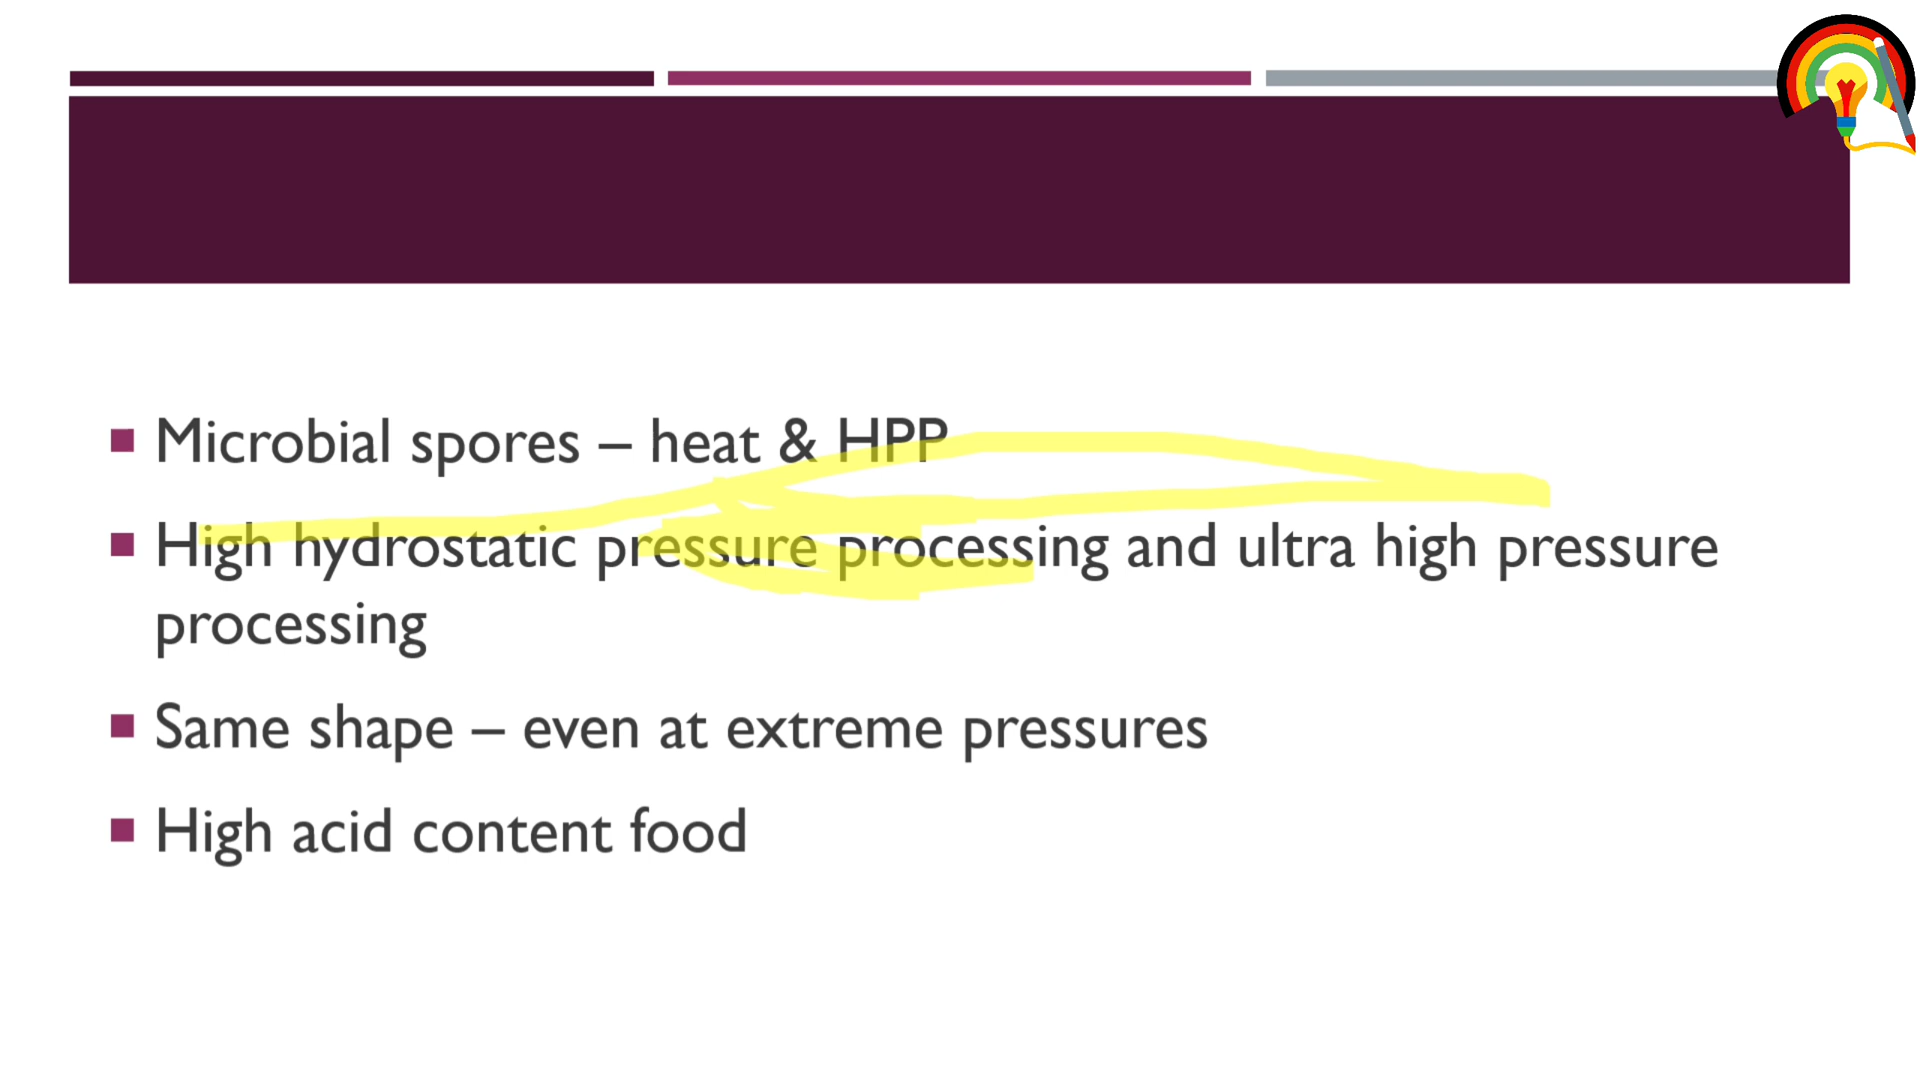 Microbial spores – heat & HPP
High hydrostatic pressure processing and ultra high pressure
processing
Same shape – even at extreme pressures
High acid content food